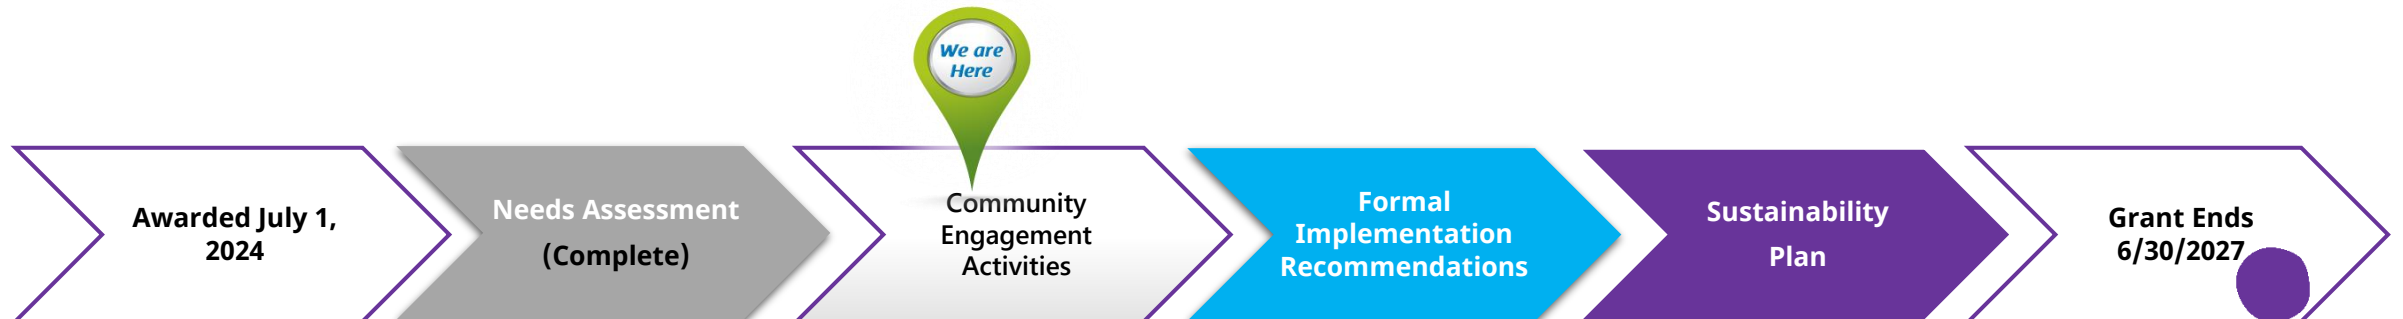 We are
Here
Awarded July 1,
2024
Needs Assessment
(Complete)
Community
Engagement
Activities
Formal
Implementation
Recommendations
Sustainability
Plan
Grant Ends
6/30/2027